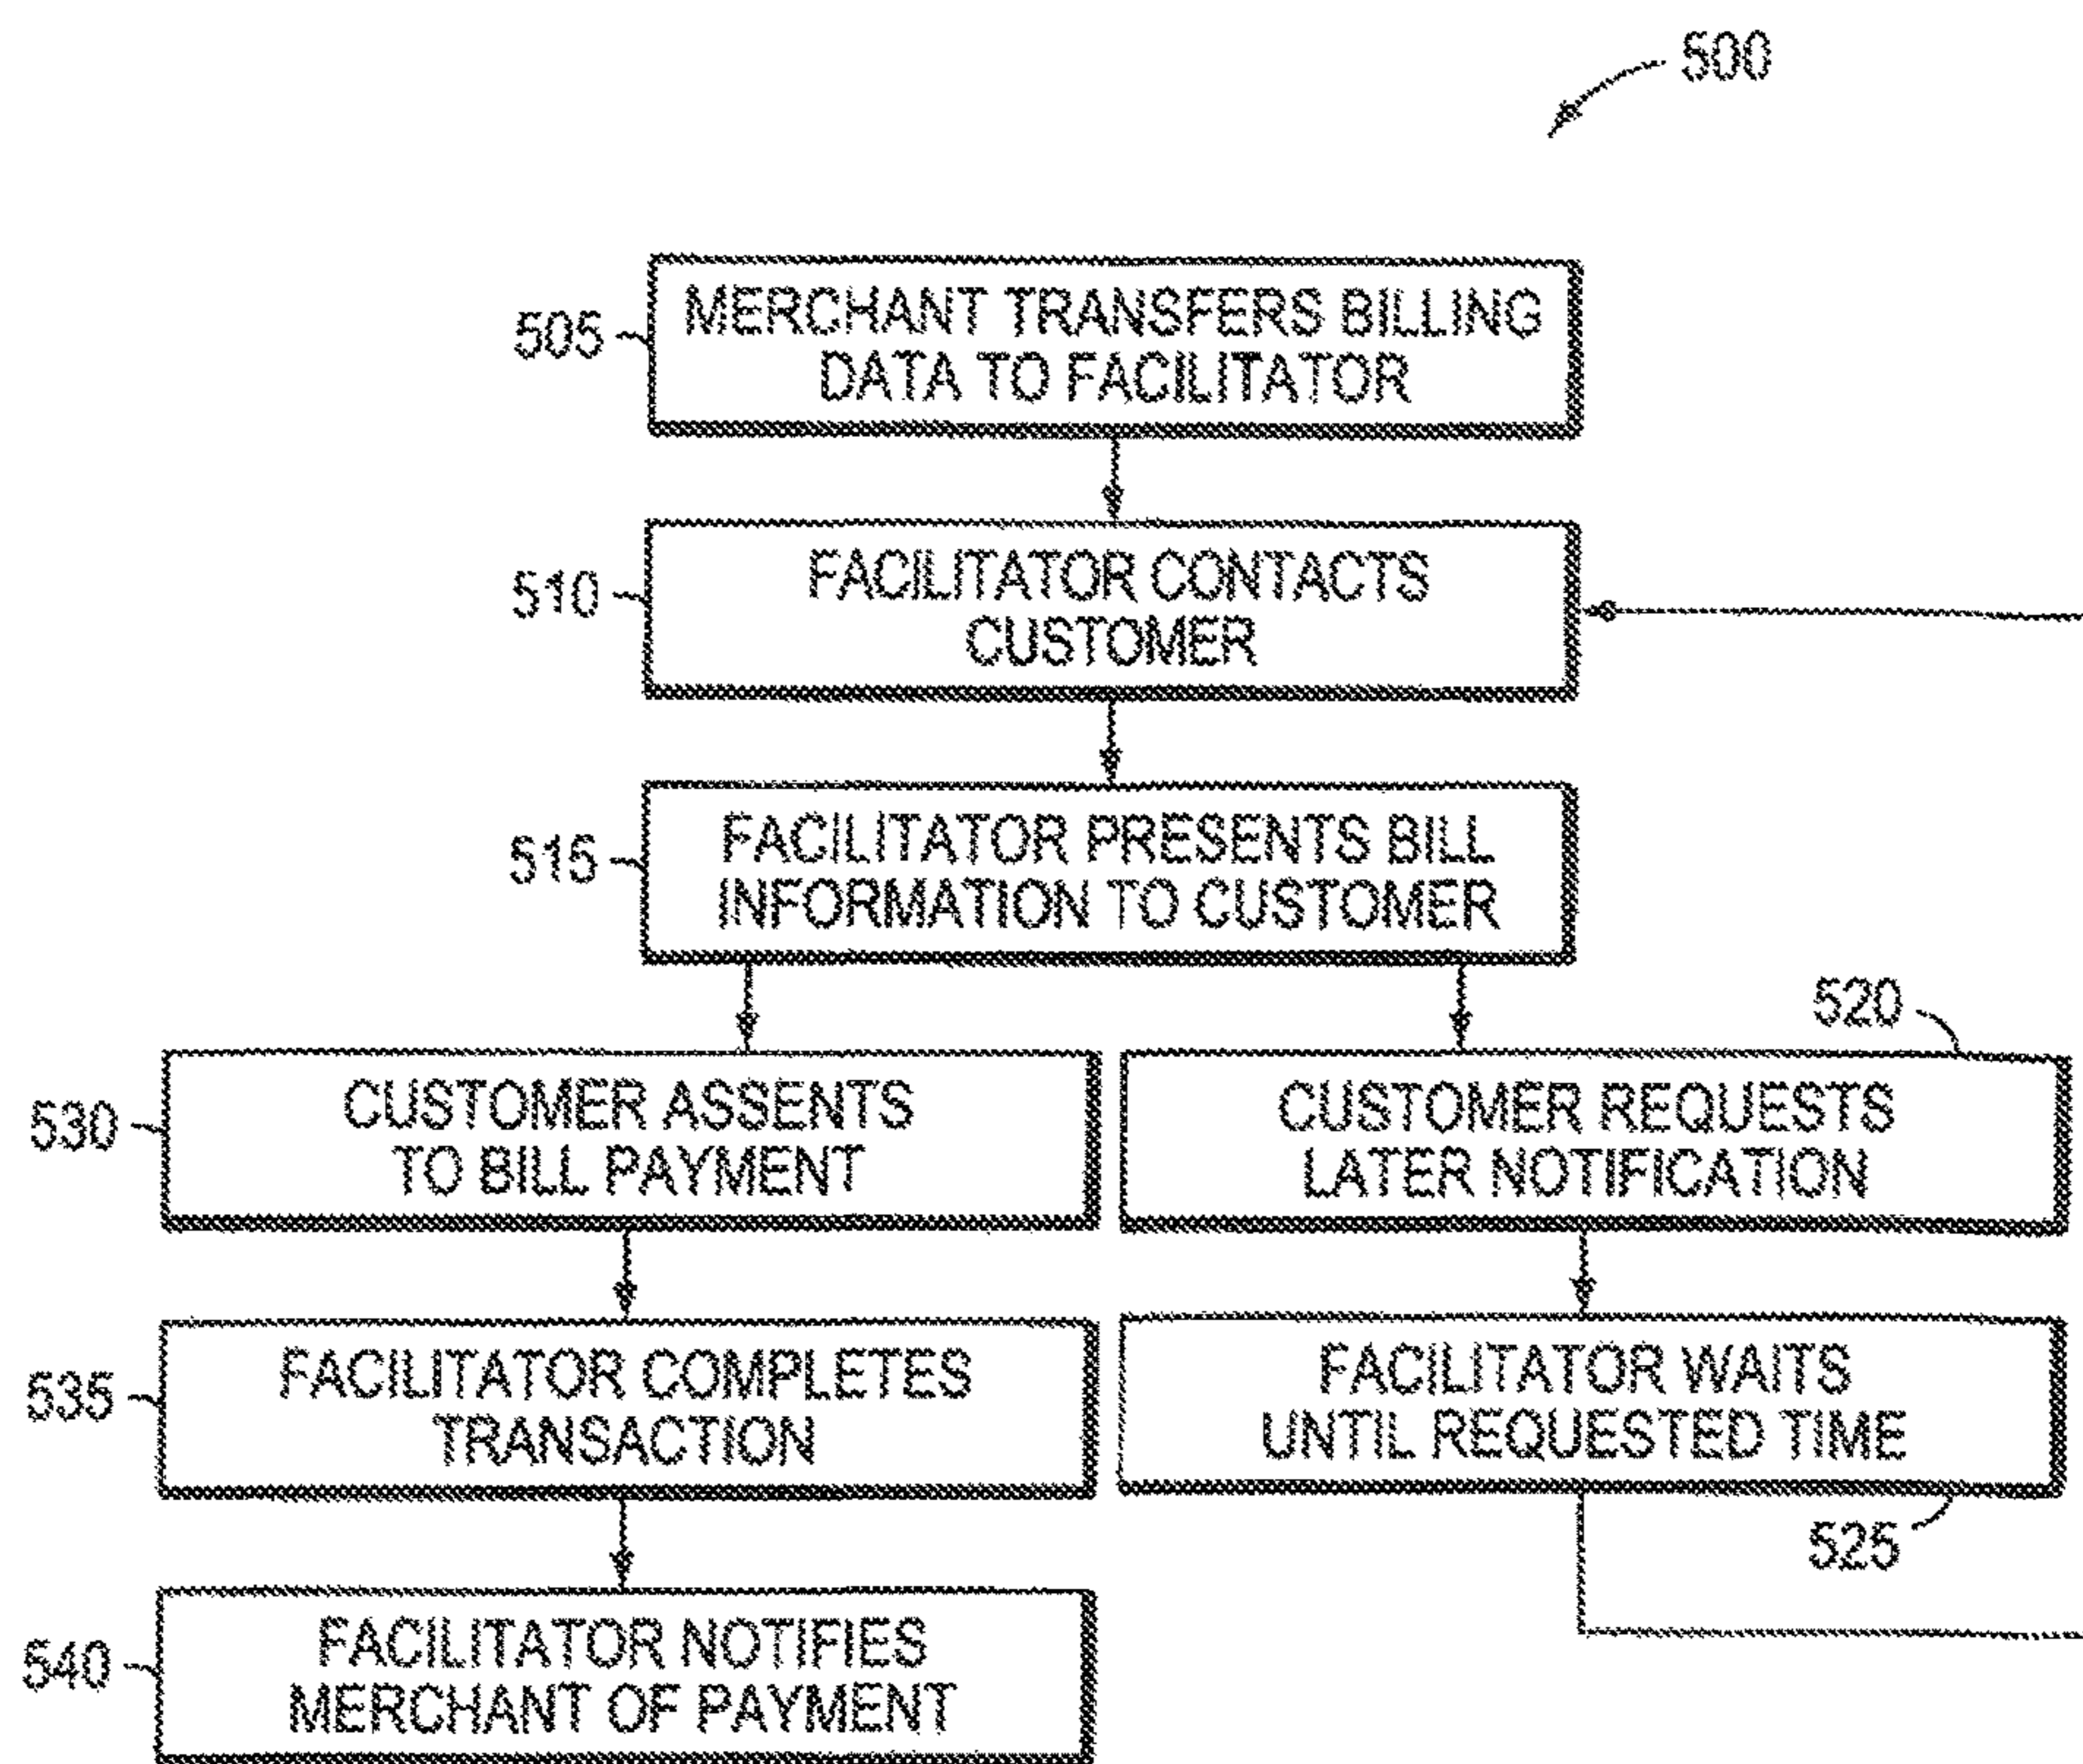 500
505
MERCHANT TRANSFERS BILLING
DATA TO FACILITATOR
510
FACILITATOR CONTACTS
CUSTOMER
515
FACILITATOR PRESENTS BILL
INFORMATION TO CUSTOMER
530
CUSTOMER ASSENTS
TO BILL PAYMENT
520
CUSTOMER REQUESTS
LATER NOTIFICATION
535
FACILITATOR COMPLETES
TRANSACTION
FACILITATOR WAITS
UNTIL REQUESTED TIME
525
540
FACILITATOR NOTIFIES
MERCHANT OF PAYMENT